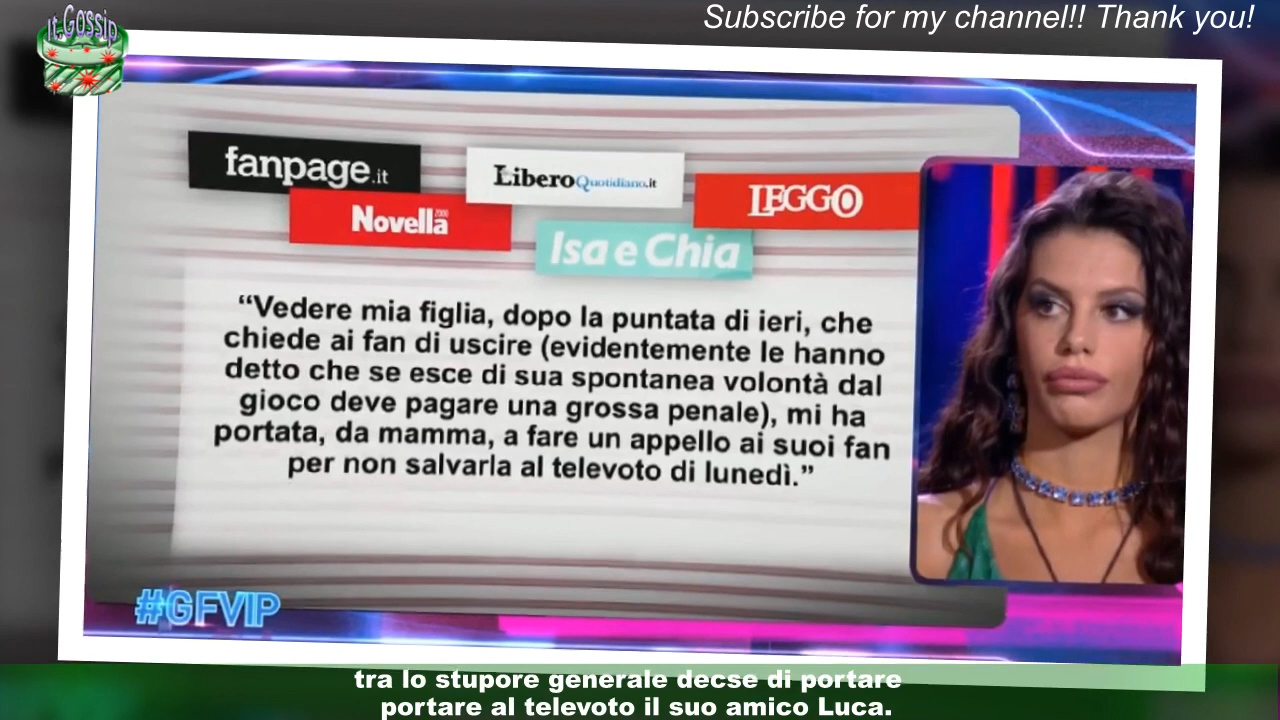 It.Gossip
Subscribe for my channel!! Thank you!
fanpage.it
LiberoQuotidiano.it
LEGGO
Novella 2000
Isa e Chia
“Vedere mia figlia, dopo la puntata di ieri, che
chiede ai fan di uscire (evidentemente le hanno
detto che se esce di sua spontanea volontà dal
gioco deve pagare una grossa penale), mi ha
portata, da mamma, a fare un appello ai suoi fan
per non salvarla al televoto di lunedì.”
#GFVIP
tra lo stupore generale decse di portare
portare al televoto il suo amico Luca.